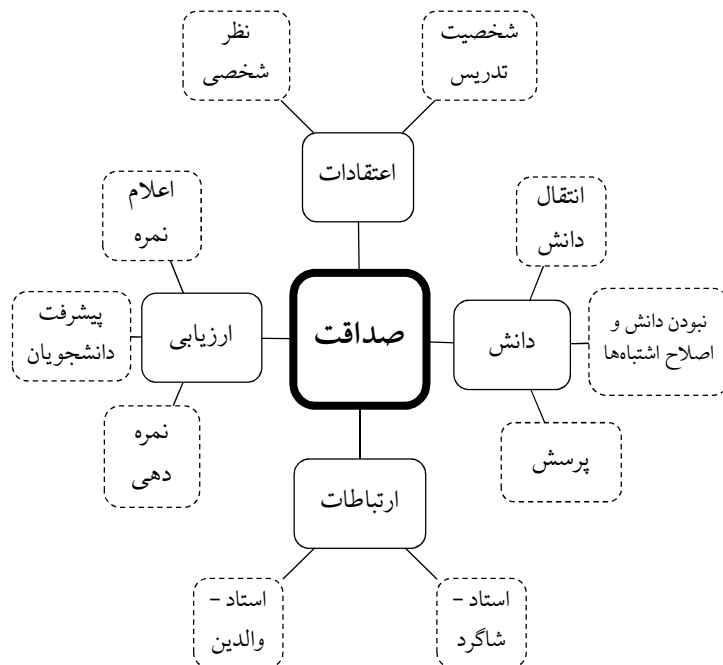 نظر
شخصی
شخصیت
تدریس
اعتقادات
اعلام
نمره
انتقال
دانش
پیشرفت
دانشجویان
ارزیابی
صداقت
دانش
نبودن دانش و
اصلاح اشتباه‌ها
نمره
دهی
پرسش
ارتباطات
استاد –
والدین
استاد –
شاگرد